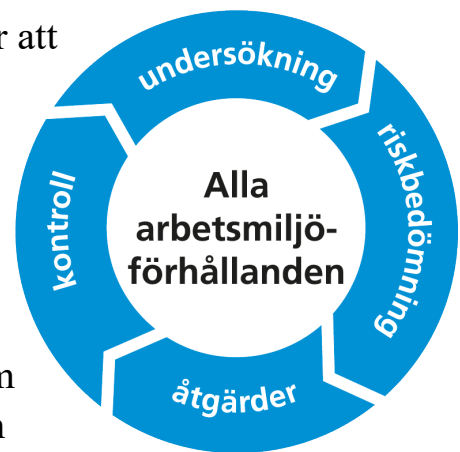 r att
undersökning
riskbedömning
åtgärder
kontroll
Alla
arbetsmiljö-
förhållanden